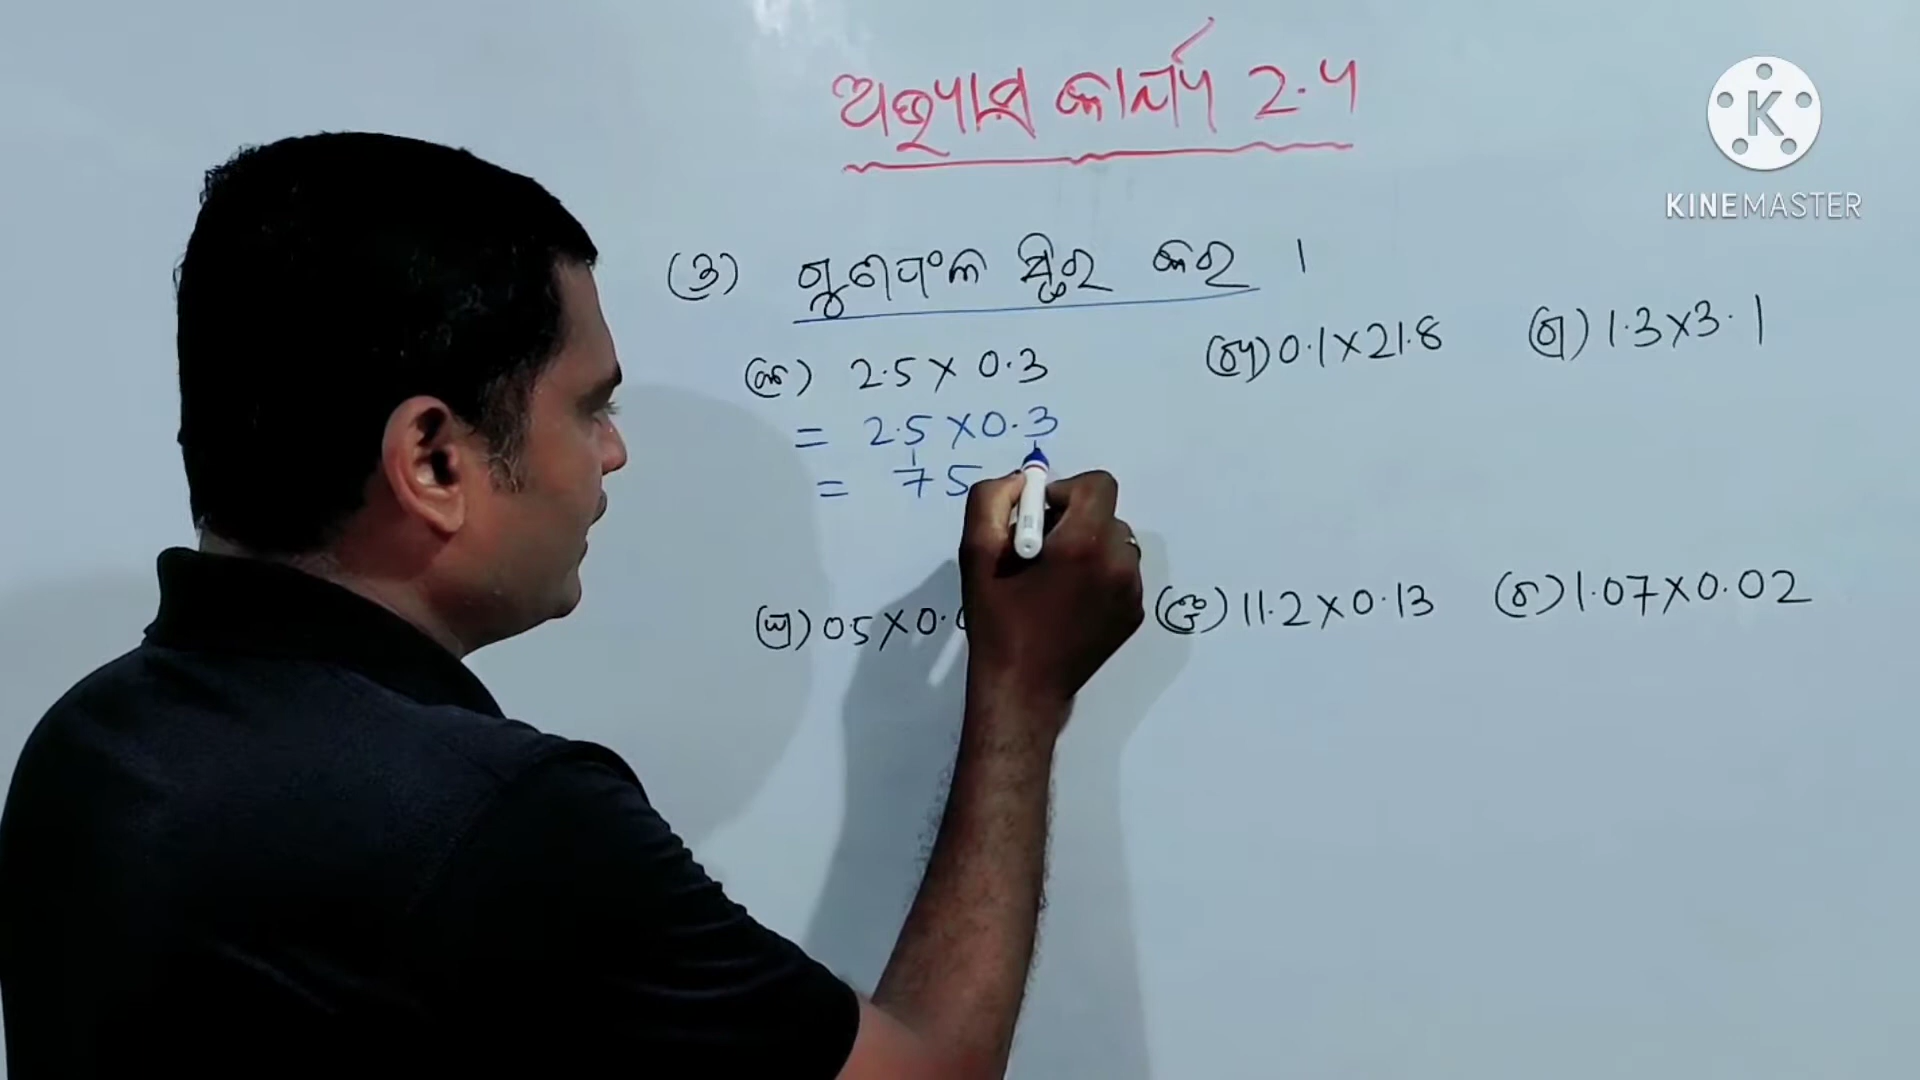 ଅଭ୍ୟାସ କାର୍ଯ୍ୟ 2.4
KINEMASTER
(୩) ଗୁଣଫଳ ସ୍ଥିର କର ।
(କ) 2.5 × 0.3 (ଖ) 0.1×21.8 (ଗ) 1.3×3.1
= 2.5×0.3
= 75
(ଘ) 0.5×0. (ଙ) 11.2×0.13 (ଚ) 1.07×0.02